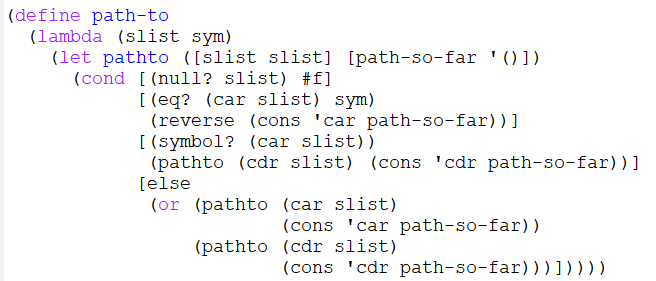 (define path-to
  (lambda (slist sym)
    (let pathto ([slist slist] [path-so-far '()])
      (cond [(null? slist) #f]
            [(eq? (car slist) sym)
             (reverse (cons 'car path-so-far))]
            [(symbol? (car slist))
             (pathto (cdr slist) (cons 'cdr path-so-far))]
            [else
             (or (pathto (car slist)
                         (cons 'car path-so-far))
                 (pathto (cdr slist)
                         (cons 'cdr path-so-far)))]))))